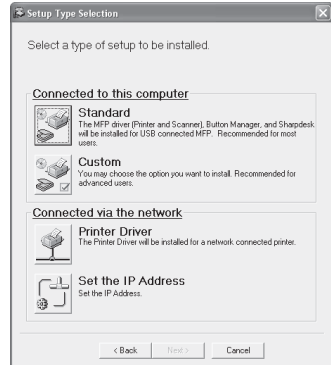 Setup Type Selection
Select a type of setup to be installed.
Connected to this computer
Standard
The MFP driver (Printer and Scanner), Button Manager, and Sharpdesk
will be installed for USB connected MFP. Recommended for most
users.
Custom
You may choose the option you want to install. Recommended for
advanced users.
Connected via the network
Printer Driver
The Printer Driver will be installed for a network connected printer.
Set the IP Address
Set the IP Address.
< Back Next > Cancel